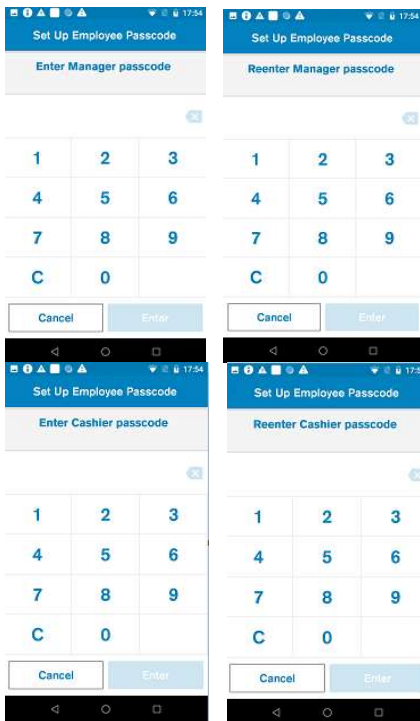 17:54
Set Up Employee Passcode
Enter Manager passcode
1 2 3
4 5 6
7 8 9
C 0
Cancel Enter
17:54
Set Up Employee Passcode
Reenter Manager passcode
1 2 3
4 5 6
7 8 9
C 0
Cancel Enter
17:54
Set Up Employee Passcode
Enter Cashier passcode
1 2 3
4 5 6
7 8 9
C 0
Cancel Enter
Set Up Employee Passcode
Reenter Cashier passcode
1 2 3
4 5 6
7 8 9
C 0
Cancel Enter